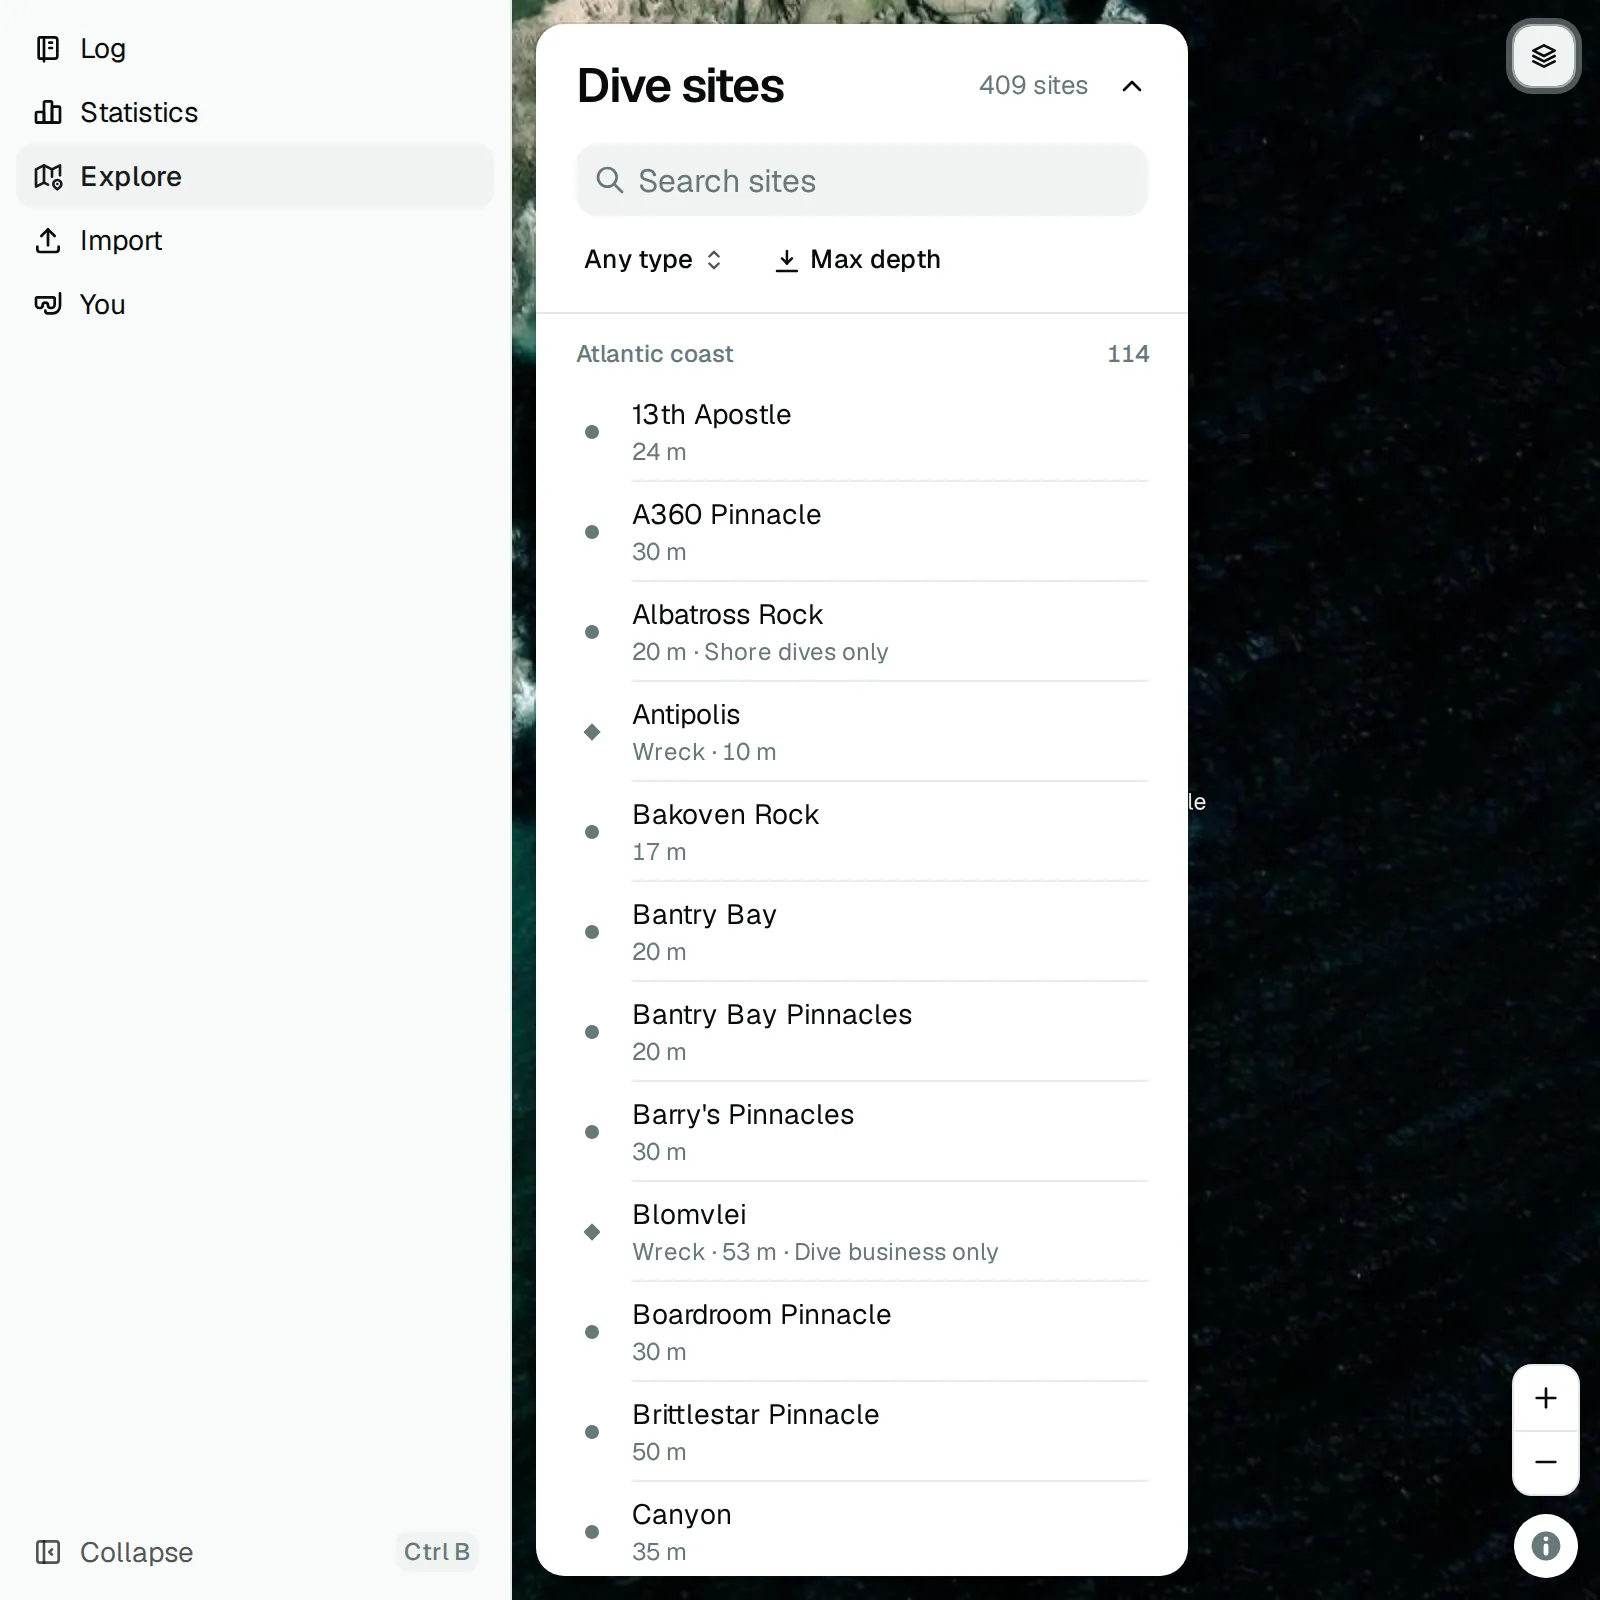 Log
Statistics
Explore
Import
You
Collapse
Ctrl B
Dive sites
409 sites
Search sites
Any type
Max depth
Atlantic coast
114
13th Apostle
24 m
A360 Pinnacle
30 m
Albatross Rock
20 m · Shore dives only
Antipolis
Wreck · 10 m
Bakoven Rock
17 m
Bantry Bay
20 m
Bantry Bay Pinnacles
20 m
Barry's Pinnacles
30 m
Blomvlei
Wreck · 53 m · Dive business only
Boardroom Pinnacle
30 m
Brittlestar Pinnacle
50 m
Canyon
35 m
le